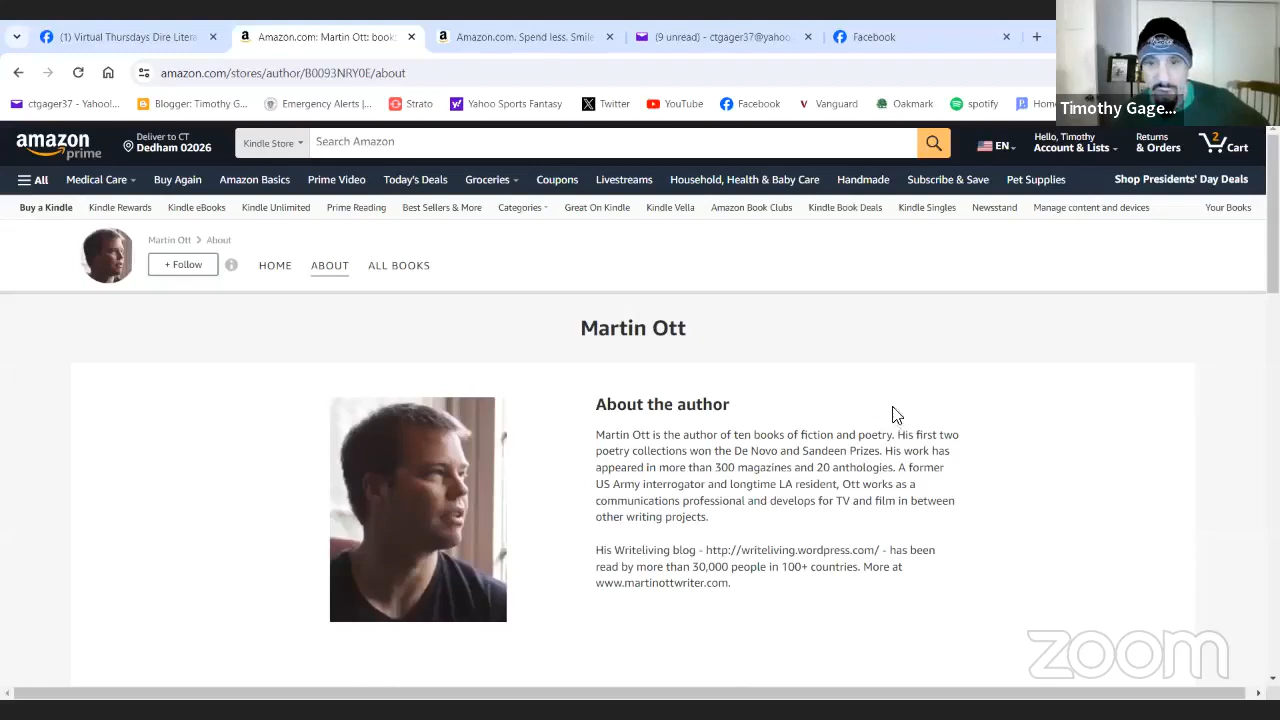 (1) Virtual Thursdays Dire Litera
Amazon.com: Martin Ott: book
Amazon.com. Spend less. Smile
(9 unread) - ctgager37@yahoo
Facebook
amazon.com/stores/author/B0093NRY0E/about
ctgager37 - Yahoo!...
Blogger: Timothy G...
Emergency Alerts |...
Strato
Yahoo Sports Fantasy
Twitter
YouTube
Facebook
Vanguard
Oakmark
spotify
Hom
Timothy Gage...
amazon prime
Deliver to CT
Dedham 02026
Kindle Store
Search Amazon
EN
Hello, Timothy
Account & Lists
Returns
& Orders
2
Cart
All
Medical Care
Buy Again
Amazon Basics
Prime Video
Today's Deals
Groceries
Coupons
Livestreams
Household, Health & Baby Care
Handmade
Subscribe & Save
Pet Supplies
Shop Presidents' Day Deals
Buy a Kindle
Kindle Rewards
Kindle eBooks
Kindle Unlimited
Prime Reading
Best Sellers & More
Categories
Great On Kindle
Kindle Vella
Amazon Book Clubs
Kindle Book Deals
Kindle Singles
Newsstand
Manage content and devices
Your Books
Martin Ott > About
+ Follow
HOME
ABOUT
ALL BOOKS
Martin Ott
About the author
Martin Ott is the author of ten books of fiction and poetry. His first two
poetry collections won the De Novo and Sandeen Prizes. His work has
appeared in more than 300 magazines and 20 anthologies. A former
US Army interrogator and longtime LA resident, Ott works as a
communications professional and develops for TV and film in between
other writing projects.
His Writeliving blog - http://writeliving.wordpress.com/ - has been
read by more than 30,000 people in 100+ countries. More at
www.martinottwriter.com.
zoom